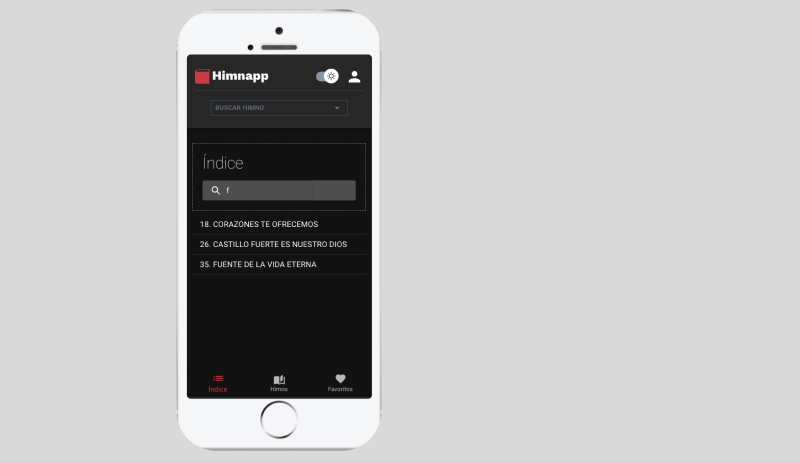 Himnapp
BUSCAR HIMNO
Índice
f
18. CORAZONES TE OFRECEMOS
26. CASTILLO FUERTE ES NUESTRO DIOS
35. FUENTE DE LA VIDA ETERNA
Índice Himno Favoritos